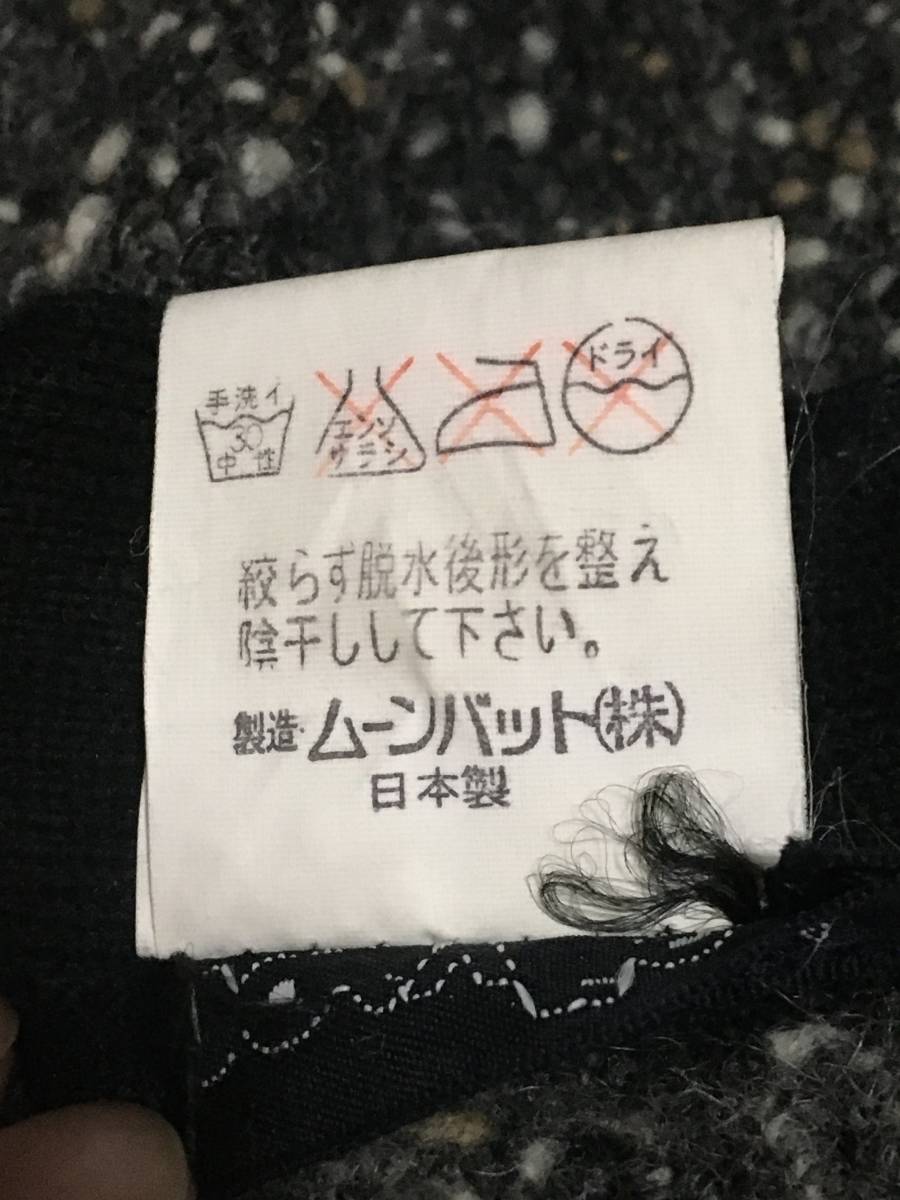 手洗イ
30
中性
エンソ
サラシ
ドライ
絞らず脱水後形を整え
陰干しして下さい。
製造・ムーンバット(株)
日本製